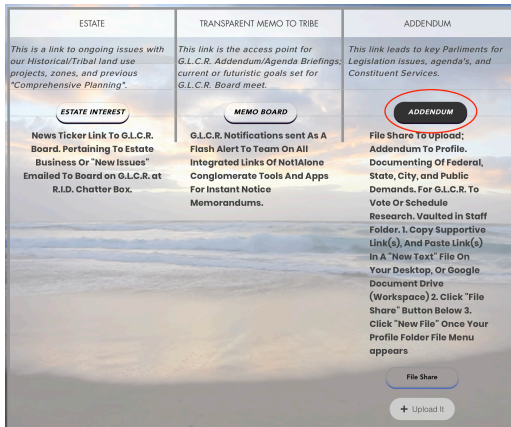 ESTATE
This is a link to ongoing issues with
our Historical/Tribal land use
projects, zones, and previous
"Comprehensive Planning".
ESTATE INTEREST
News Ticker Link To G.L.C.R.
Board. Pertaining To Estate
Business Or "New Issues"
Emailed To Board on G.L.C.R. at
R.I.D. Chatter Box.
TRANSPARENT MEMO TO TRIBE
This link is the access point for
G.L.C.R. Addendum/Agenda Briefings;
current or futuristic goals set for
G.L.C.R. Board meet.
MEMO BOARD
G.L.C.R. Notifications sent As A
Flash Alert To Team On All
Integrated Links Of Not1Alone
Conglomerate Tools And Apps
For Instant Notice
Memorandums.
ADDENDUM
This link leads to key Parliments for
Legislation issues, agenda's, and
Constituent Services.
ADDENDUM
File Share To Upload;
Addendum To Profile.
Documenting Of Federal,
State, City, and Public
Demands. For G.L.C.R. To
Vote Or Schedule
Research. Vaulted in Staff
Folder. 1. Copy Supportive
Link(s), And Paste Link(s)
In A "New Text" File On
Your Desktop, Or Google
Document Drive
(Workspace) 2. Click "File
Share" Button Below 3.
Click "New File" Once Your
Profile Folder File Menu
appears
File Share
+ Upload It